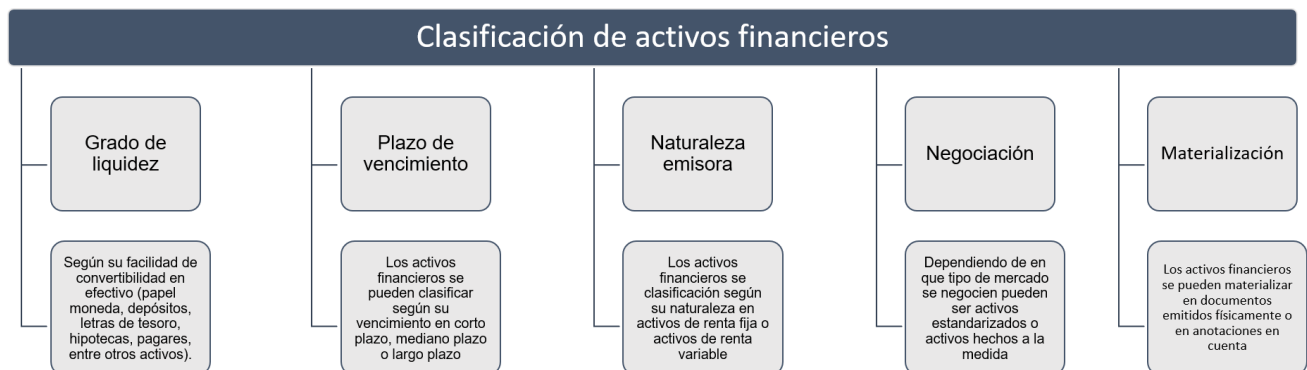 Clasificación de activos financieros
Grado de
liquidez
Según su facilidad de
convertibilidad en
efectivo (papel
moneda, depósitos,
letras de tesoro,
hipotecas, pagares,
entre otros activos).
Plazo de
vencimiento
Los activos
financieros se
pueden clasificar
según su
vencimiento en corto
plazo, mediano plazo
o largo plazo
Naturaleza
emisora
Los activos
financieros se
clasificación según
su naturaleza en
activos de renta fija o
activos de renta
variable
Negociación
Dependiendo de en
que tipo de mercado
se negocien pueden
ser activos
estandarizados o
activos hechos a la
medida
Materialización
Los activos financieros
se pueden materializar
en documentos
emitidos físicamente o
en anotaciones en
cuenta